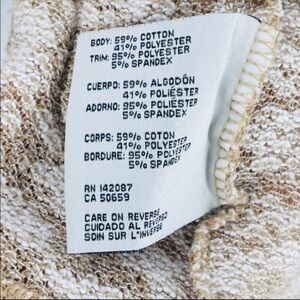 BODY: 59% COTTON
41% POLYESTER
TRIM: 95% POLYESTER
5% SPANDEX
CUERPO: 59% ALGODÓN
41% POLIÉSTER
ADORNO: 95% POLIÉSTER
5% SPANDEX
CORPS: 59% COTON
41% POLYESTER
BORDURE: 95% POLYESTER
5% SPANDEX
RN 142087
CA 50659
CARE ON REVERSE
CUIDADO AL REVERSO
SOIN SUR L'INVERSE